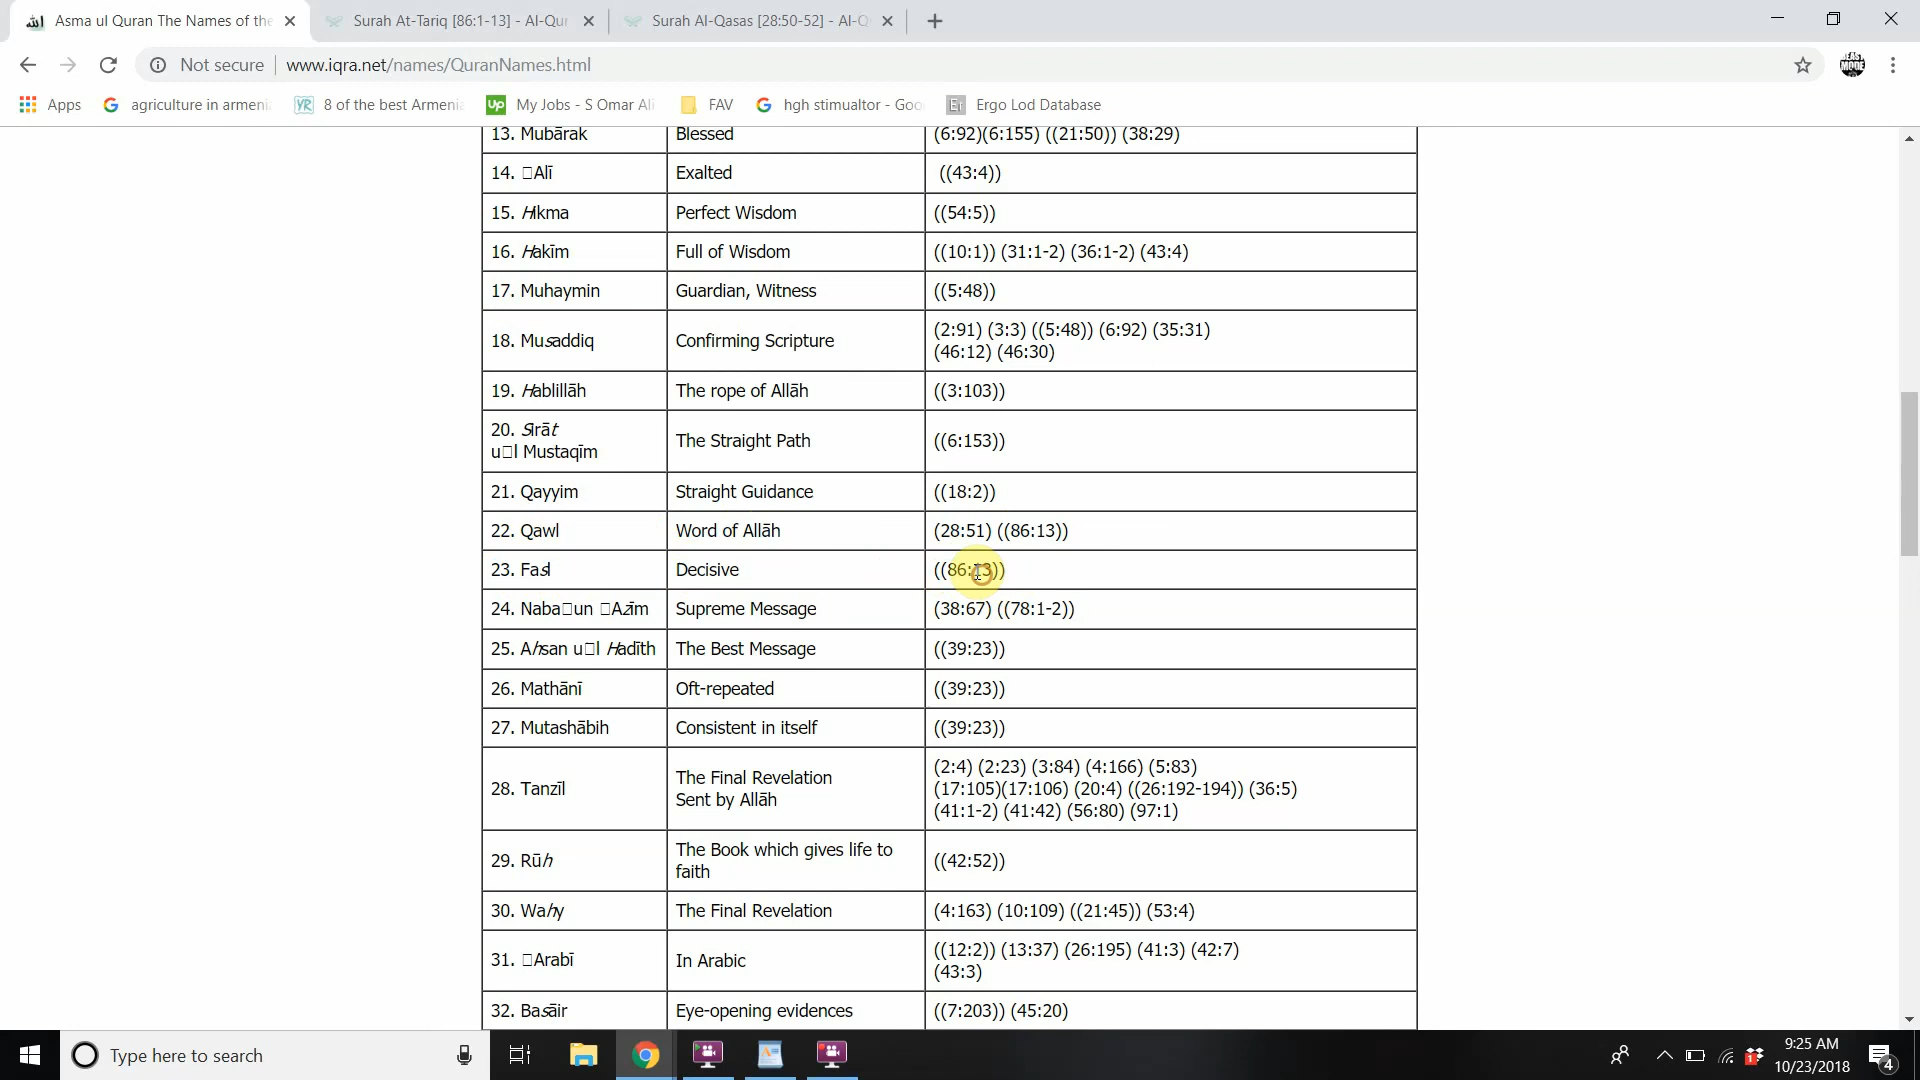 Asma ul Quran The Names of the
Surah At-Tariq [86:1-13] - Al-Qur
Surah Al-Qasas [28:50-52] - Al-Q
Not secure
www.iqra.net/names/QuranNames.html
Apps
agriculture in armeni
8 of the best Armenia
My Jobs - S Omar Ali
FAV
hgh stimualtor - Goo
Ergo Lod Database
13. Mubārak Blessed (6:92)(6:155) ((21:50)) (38:29)
14. □Alī Exalted ((43:4))
15. Hikma Perfect Wisdom ((54:5))
16. Hakīm Full of Wisdom ((10:1)) (31:1-2) (36:1-2) (43:4)
17. Muhaymin Guardian, Witness ((5:48))
18. Musaddiq Confirming Scripture (2:91) (3:3) ((5:48)) (6:92) (35:31)
(46:12) (46:30)
19. Hablillāh The rope of Allāh ((3:103))
20. Sirāt
u□l Mustaqīm The Straight Path ((6:153))
21. Qayyim Straight Guidance ((18:2))
22. Qawl Word of Allāh (28:51) ((86:13))
23. Fasl Decisive ((86:13))
24. Naba□un □Azīm Supreme Message (38:67) ((78:1-2))
25. Ahsan u□l Hadīth The Best Message ((39:23))
26. Mathānī Oft-repeated ((39:23))
27. Mutashābih Consistent in itself ((39:23))
28. Tanzīl The Final Revelation
Sent by Allāh (2:4) (2:23) (3:84) (4:166) (5:83)
(17:105)(17:106) (20:4) ((26:192-194)) (36:5)
(41:1-2) (41:42) (56:80) (97:1)
29. Rūh The Book which gives life to
faith ((42:52))
30. Wahy The Final Revelation (4:163) (10:109) ((21:45)) (53:4)
31. □Arabī In Arabic ((12:2)) (13:37) (26:195) (41:3) (42:7)
(43:3)
32. Basāir Eye-opening evidences ((7:203)) (45:20)
Type here to search
9:25 AM
10/23/2018
4